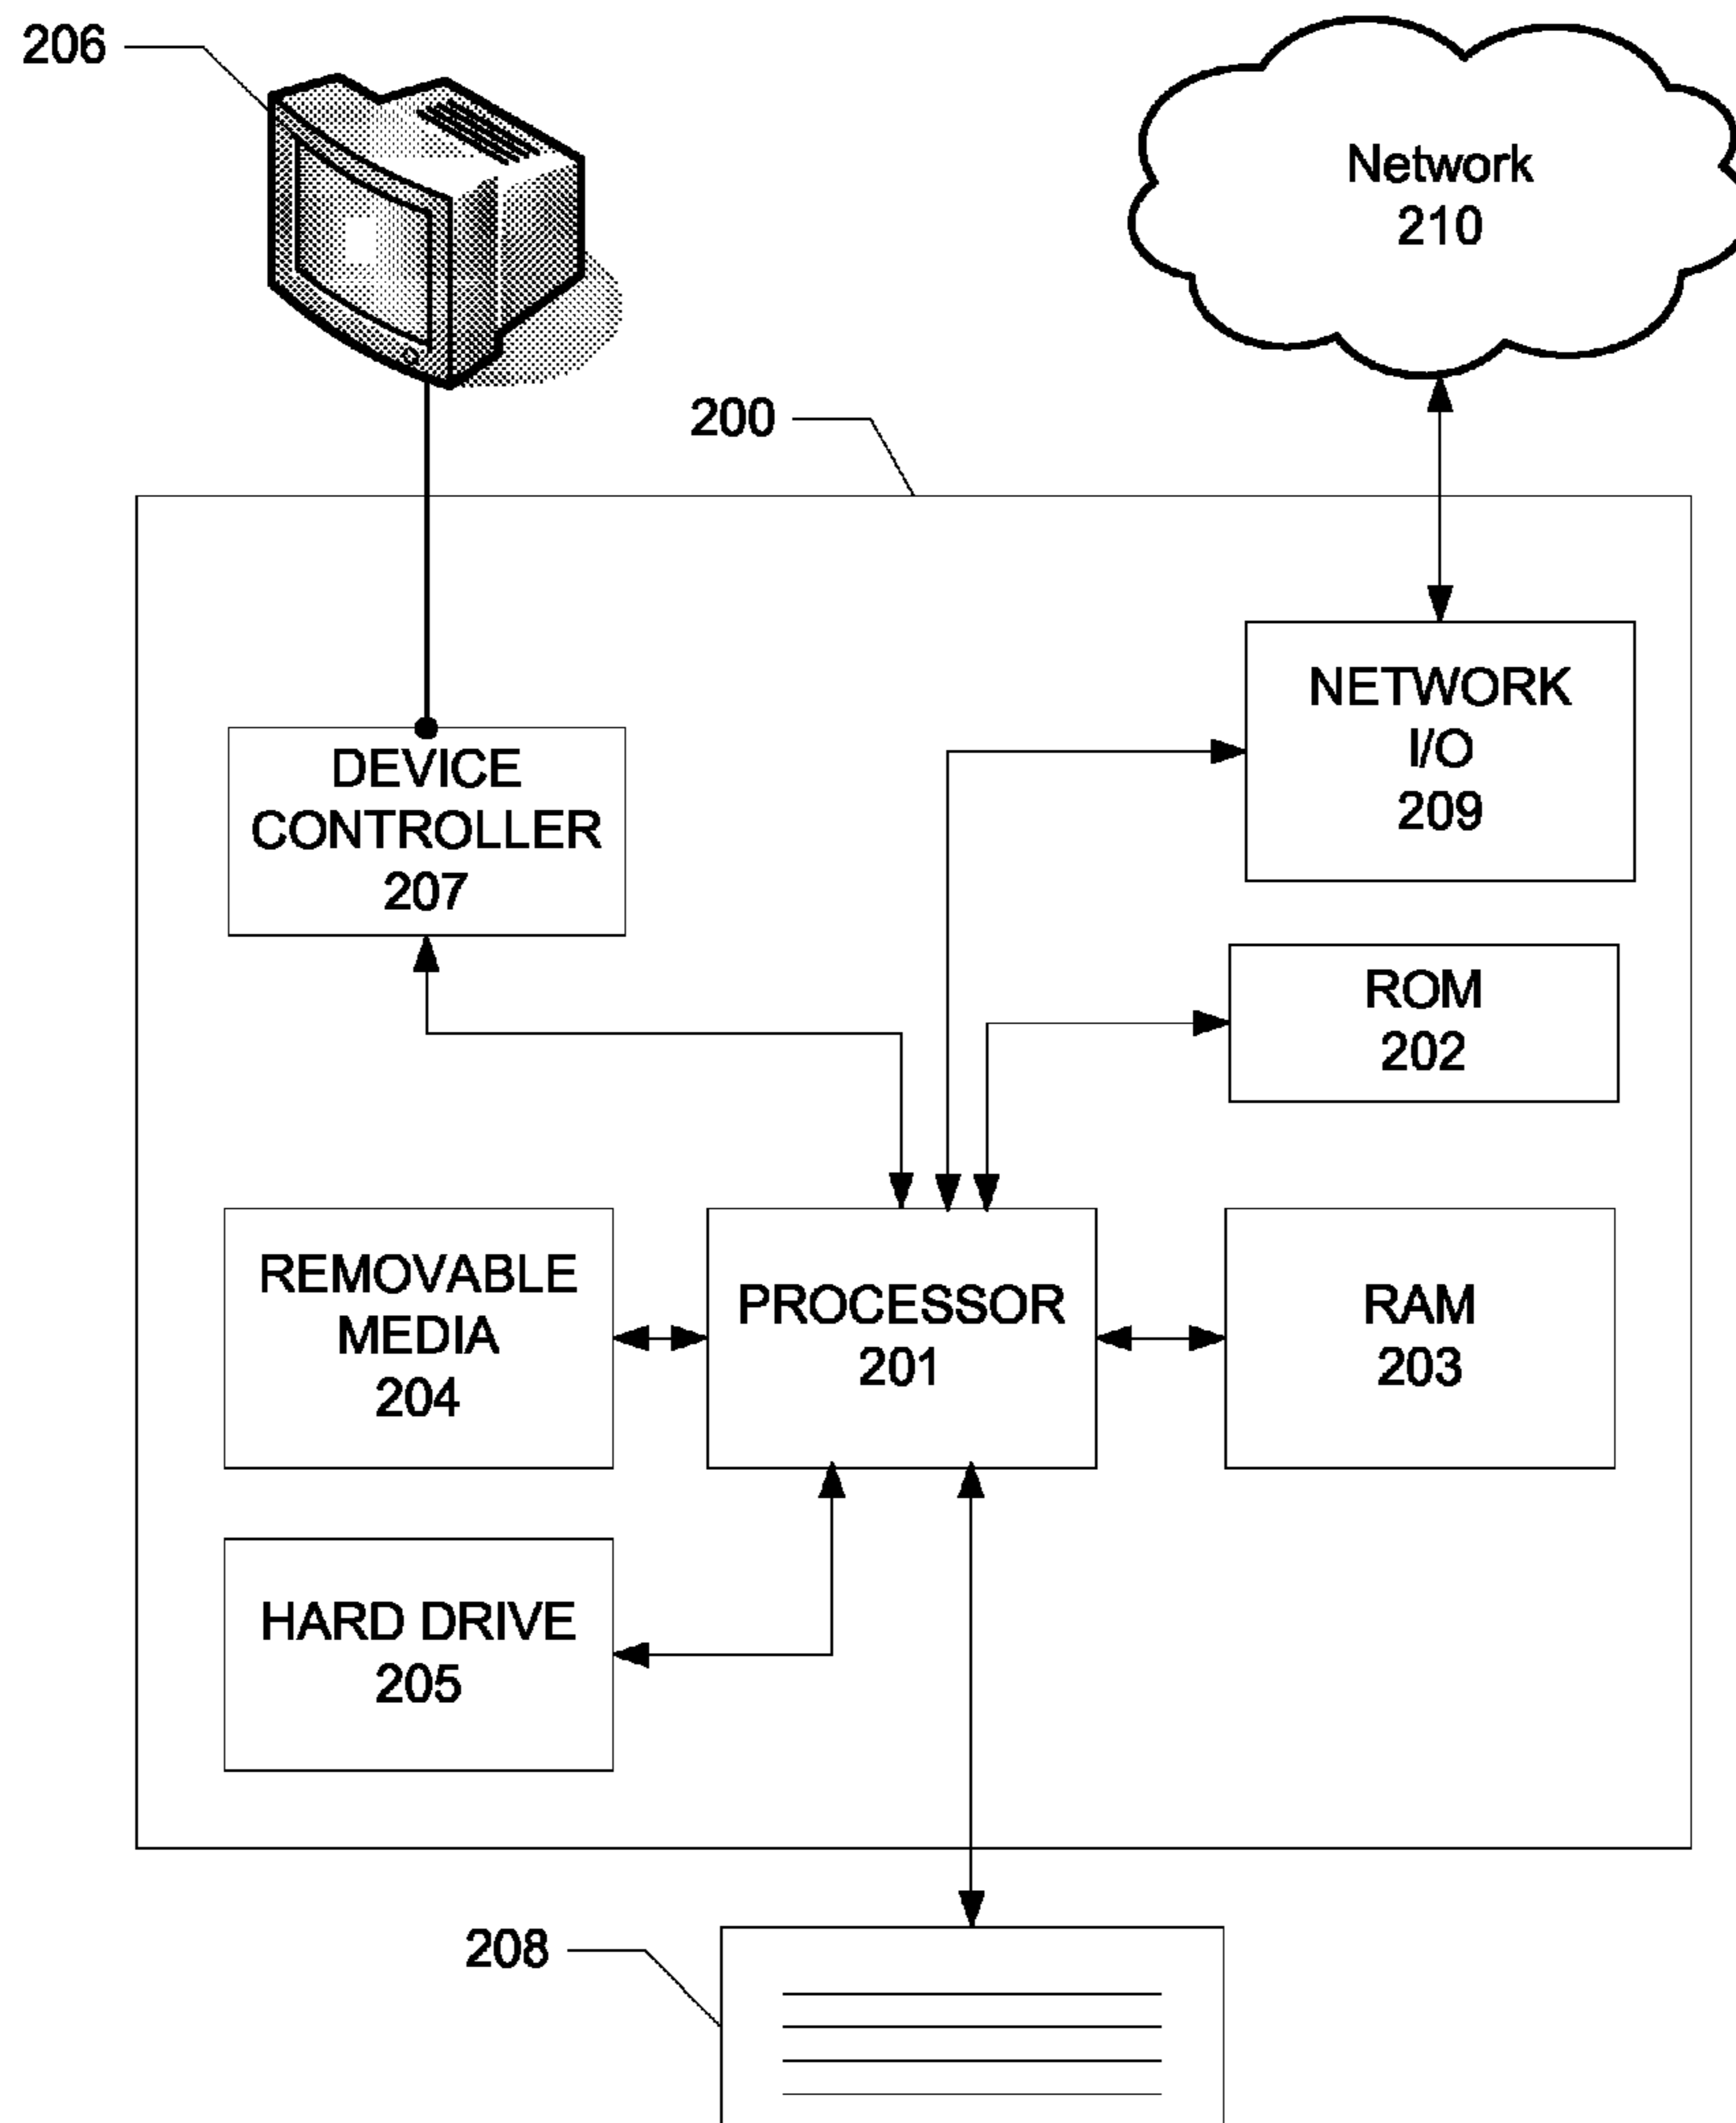 206
Network
210
200
NETWORK
I/O
209
DEVICE
CONTROLLER
207
ROM
202
REMOVABLE
MEDIA
204
PROCESSOR
201
RAM
203
HARD DRIVE
205
208